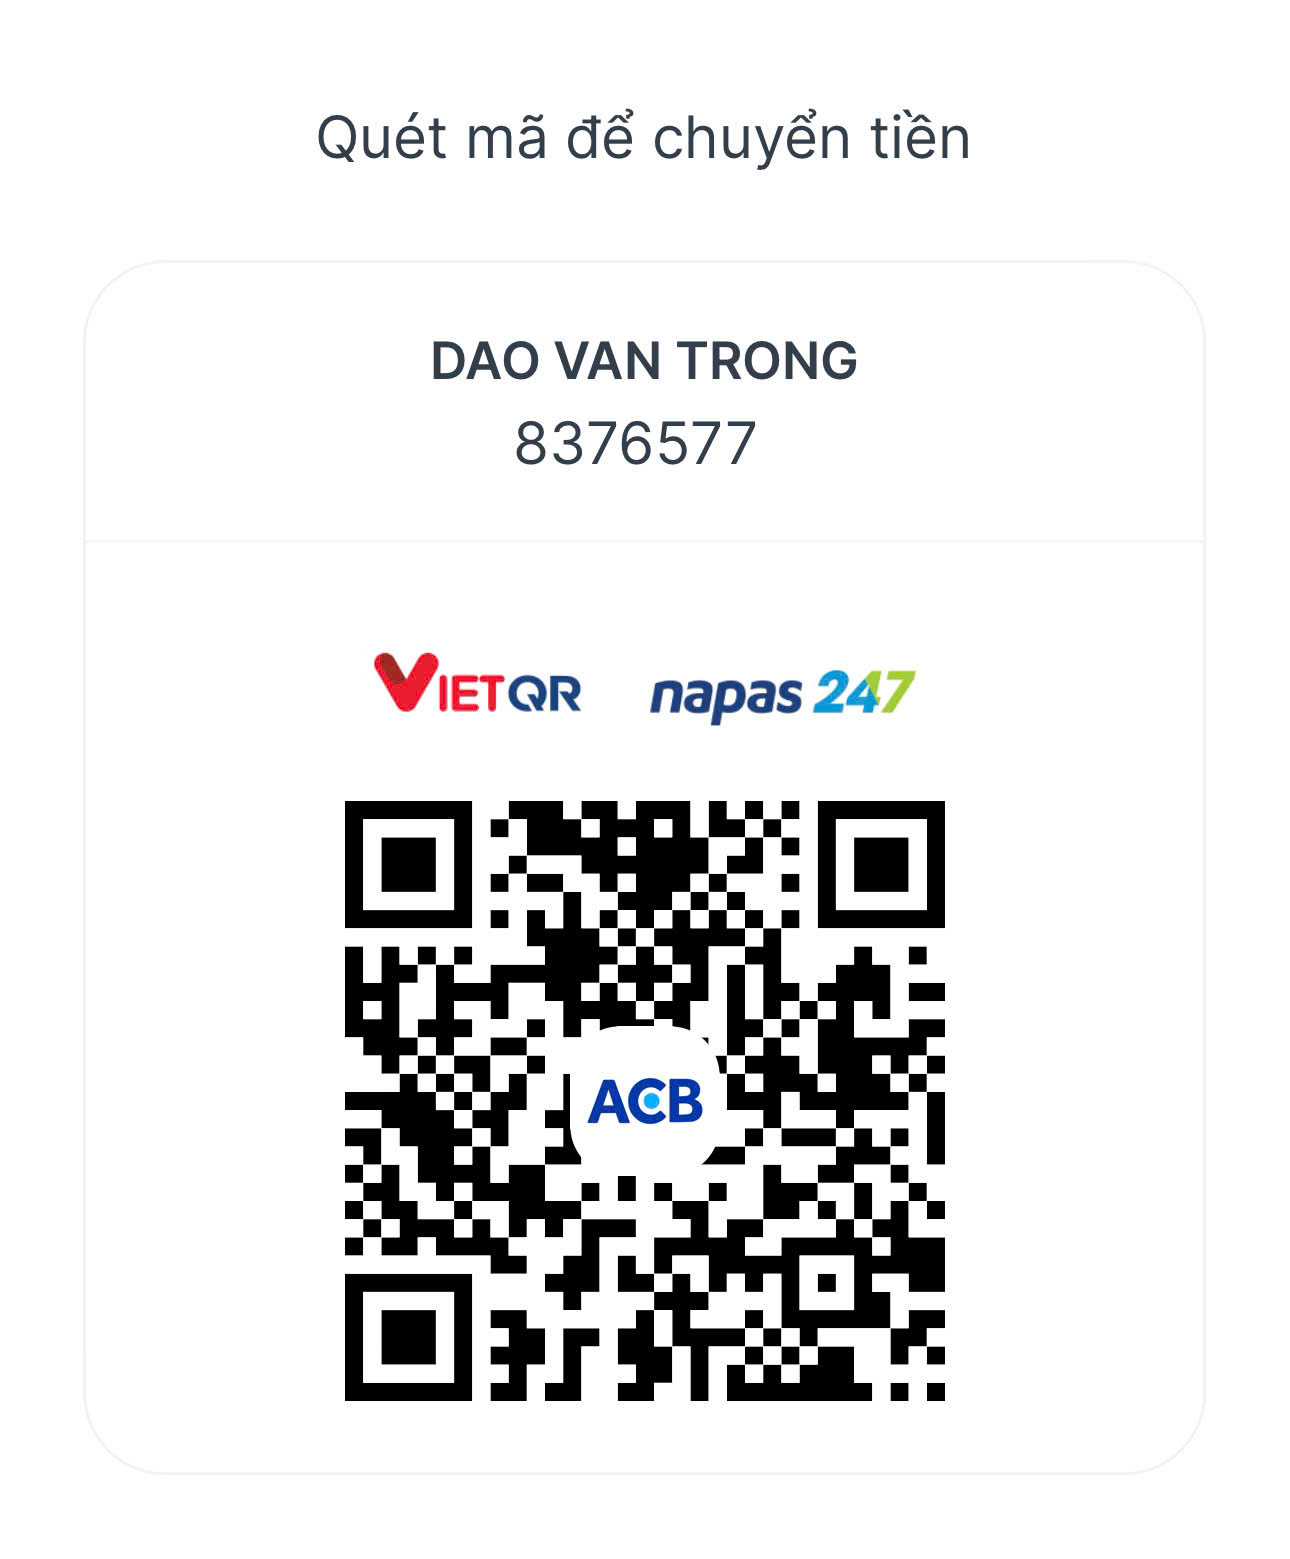 Quét mã để chuyển tiền
DAO VAN TRONG
8376577
VIETQR napas 247
ACB